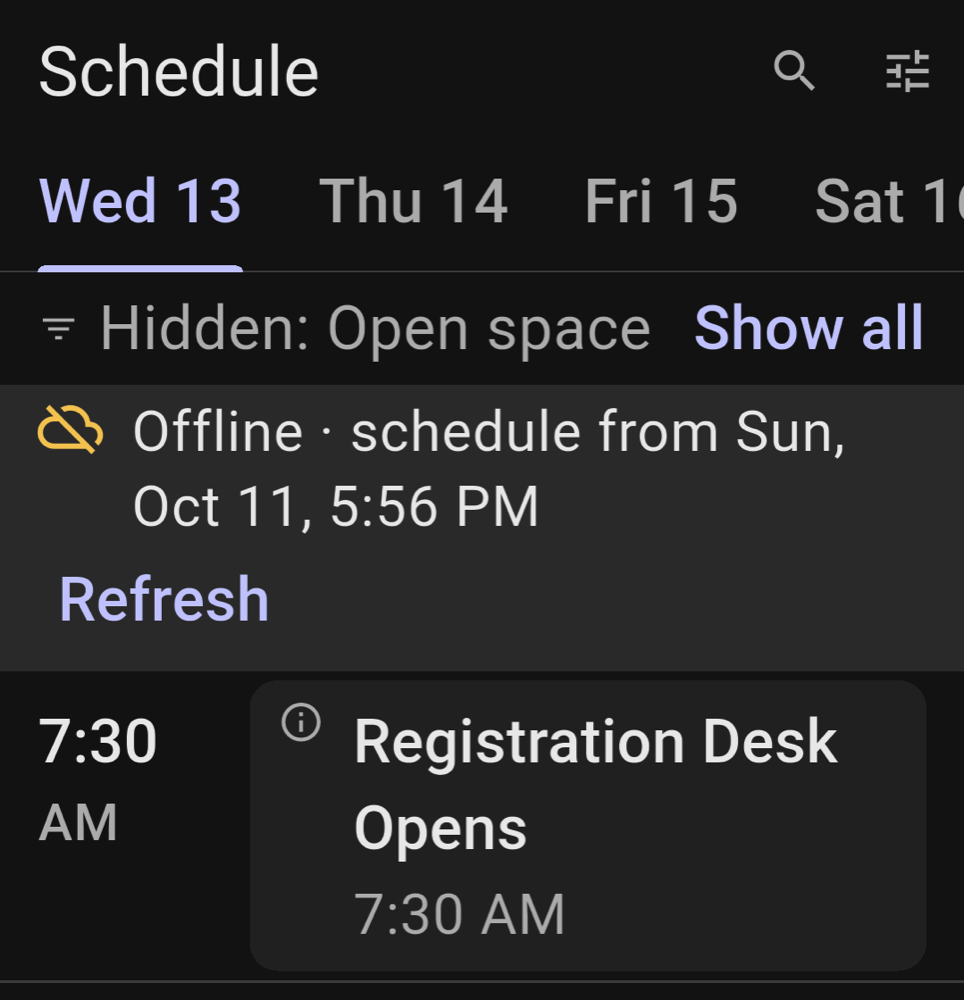 Schedule
Wed 13 Thu 14 Fri 15 Sat
Hidden: Open space Show all
Offline · schedule from Sun,
Oct 11, 5:56 PM
Refresh
7:30 Registration Desk
AM Opens
7:30 AM